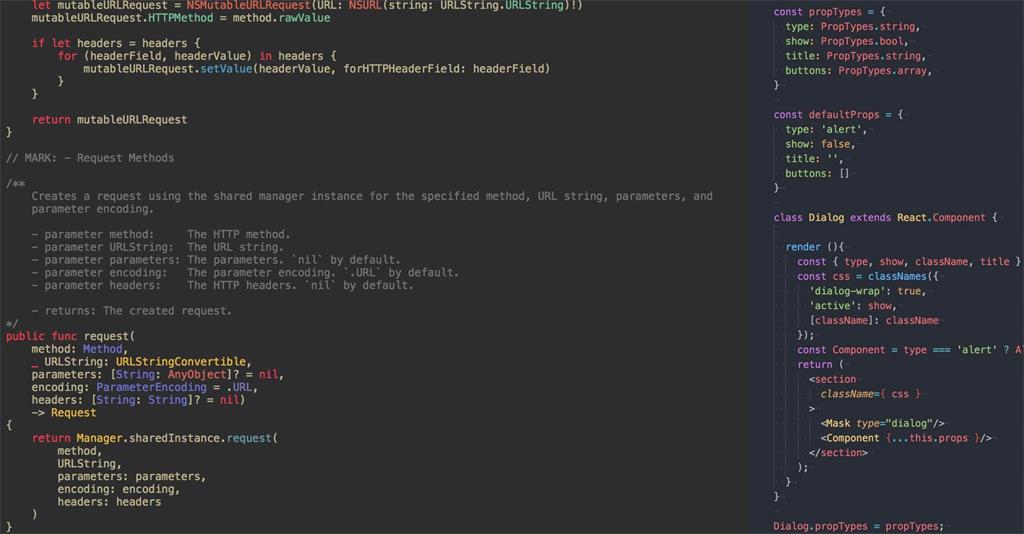 let mutableURLRequest = NSMutableURLRequest(URL: NSURL(string: URLString.URLString)!)
mutableURLRequest.HTTPMethod = method.rawValue
if let headers = headers {
for (headerField, headerValue) in headers {
mutableURLRequest.setValue(headerValue, forHTTPHeaderField: headerField)
}
}
return mutableURLRequest
}
// MARK: - Request Methods
/**
Creates a request using the shared manager instance for the specified method, URL string, parameters, and
parameter encoding.
- parameter method:     The HTTP method.
- parameter URLString:  The URL string.
- parameter parameters: The parameters. `nil` by default.
- parameter encoding:   The parameter encoding. `.URL` by default.
- parameter headers:    The HTTP headers. `nil` by default.
- returns: The created request.
*/
public func request(
method: Method,
_ URLString: URLStringConvertible,
parameters: [String: AnyObject]? = nil,
encoding: ParameterEncoding = .URL,
headers: [String: String]? = nil)
-> Request
{
return Manager.sharedInstance.request(
method,
URLString,
parameters: parameters,
encoding: encoding,
headers: headers
)
}
const propTypes = {
type: PropTypes.string,
show: PropTypes.bool,
title: PropTypes.string,
buttons: PropTypes.array,
}
const defaultProps = {
type: 'alert',
show: false,
title: '',
buttons: []
}
class Dialog extends React.Component {
render (){
const { type, show, className, title }
const css = classNames({
'dialog-wrap': true,
'active': show,
[className]: className
});
const Component = type === 'alert' ? Al
return (
<section
className={ css }
>
<Mask type="dialog"/>
<Component {...this.props }/>
</section>
);
}
}
Dialog.propTypes = propTypes;